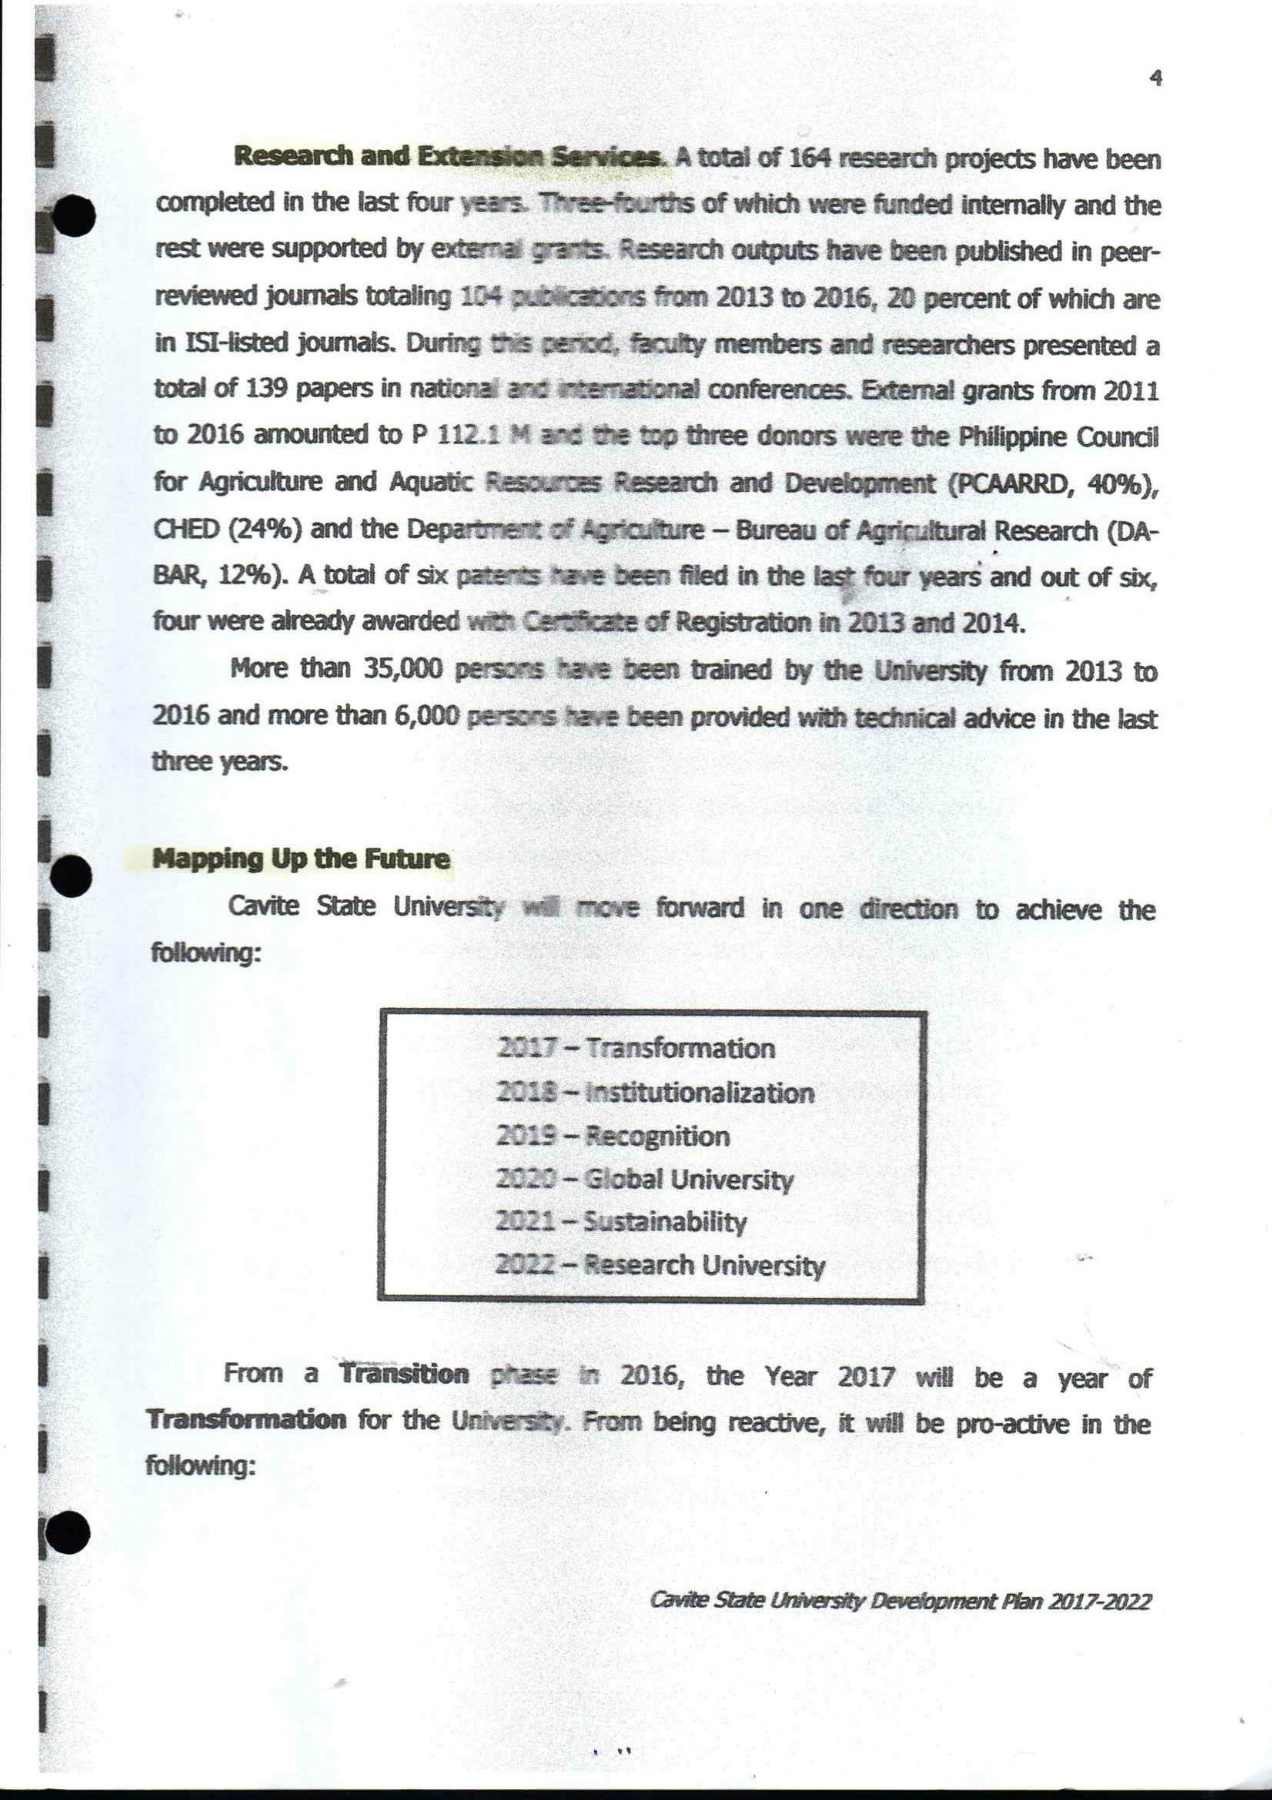 4
Research and Extension Services. A total of 164 research projects have been
completed in the last four years. Three-fourths of which were funded internally and the
rest were supported by external grants. Research outputs have been published in peer-
reviewed journals totaling 104 publications from 2013 to 2016, 20 percent of which are
in ISI-listed journals. During this period, faculty members and researchers presented a
total of 139 papers in national and international conferences. External grants from 2011
to 2016 amounted to P 112.1 M and the top three donors were the Philippine Council
for Agriculture and Aquatic Resources Research and Development (PCAARRD, 40%),
CHED (24%) and the Department of Agriculture – Bureau of Agricultural Research (DA-
BAR, 12%). A total of six patents have been filed in the last four years and out of six,
four were already awarded with Certificate of Registration in 2013 and 2014.
More than 35,000 persons have been trained by the University from 2013 to
2016 and more than 6,000 persons have been provided with technical advice in the last
three years.
Mapping Up the Future
Cavite State University will move forward in one direction to achieve the
following:
2017 – Transformation
2018 – Institutionalization
2019 – Recognition
2020 – Global University
2021 – Sustainability
2022 – Research University
From a Transition phase in 2016, the Year 2017 will be a year of
Transformation for the University. From being reactive, it will be pro-active in the
following:
Cavite State University Development Plan 2017-2022